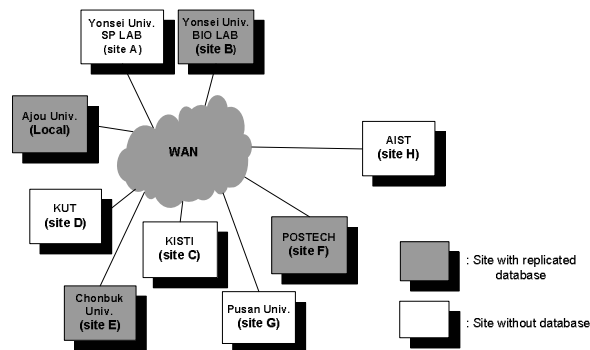 Yonsei Univ.
SP LAB
(site A)
Yonsei Univ.
BIO LAB
(site B)
Ajou Univ.
(Local)
WAN
AIST
(site H)
KUT
(site D)
KISTI
(site C)
POSTECH
(site F)
Chonbuk
Univ.
(site E)
Pusan Univ.
(site G)
: Site with replicated
database
: Site without database